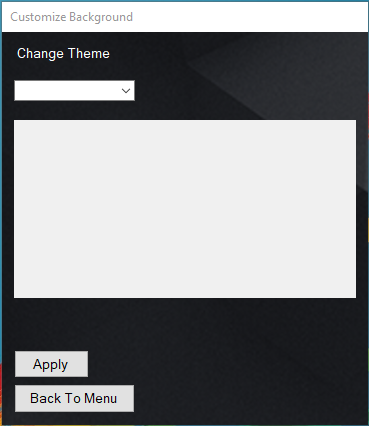 Customize Background
Change Theme
Apply
Back To Menu